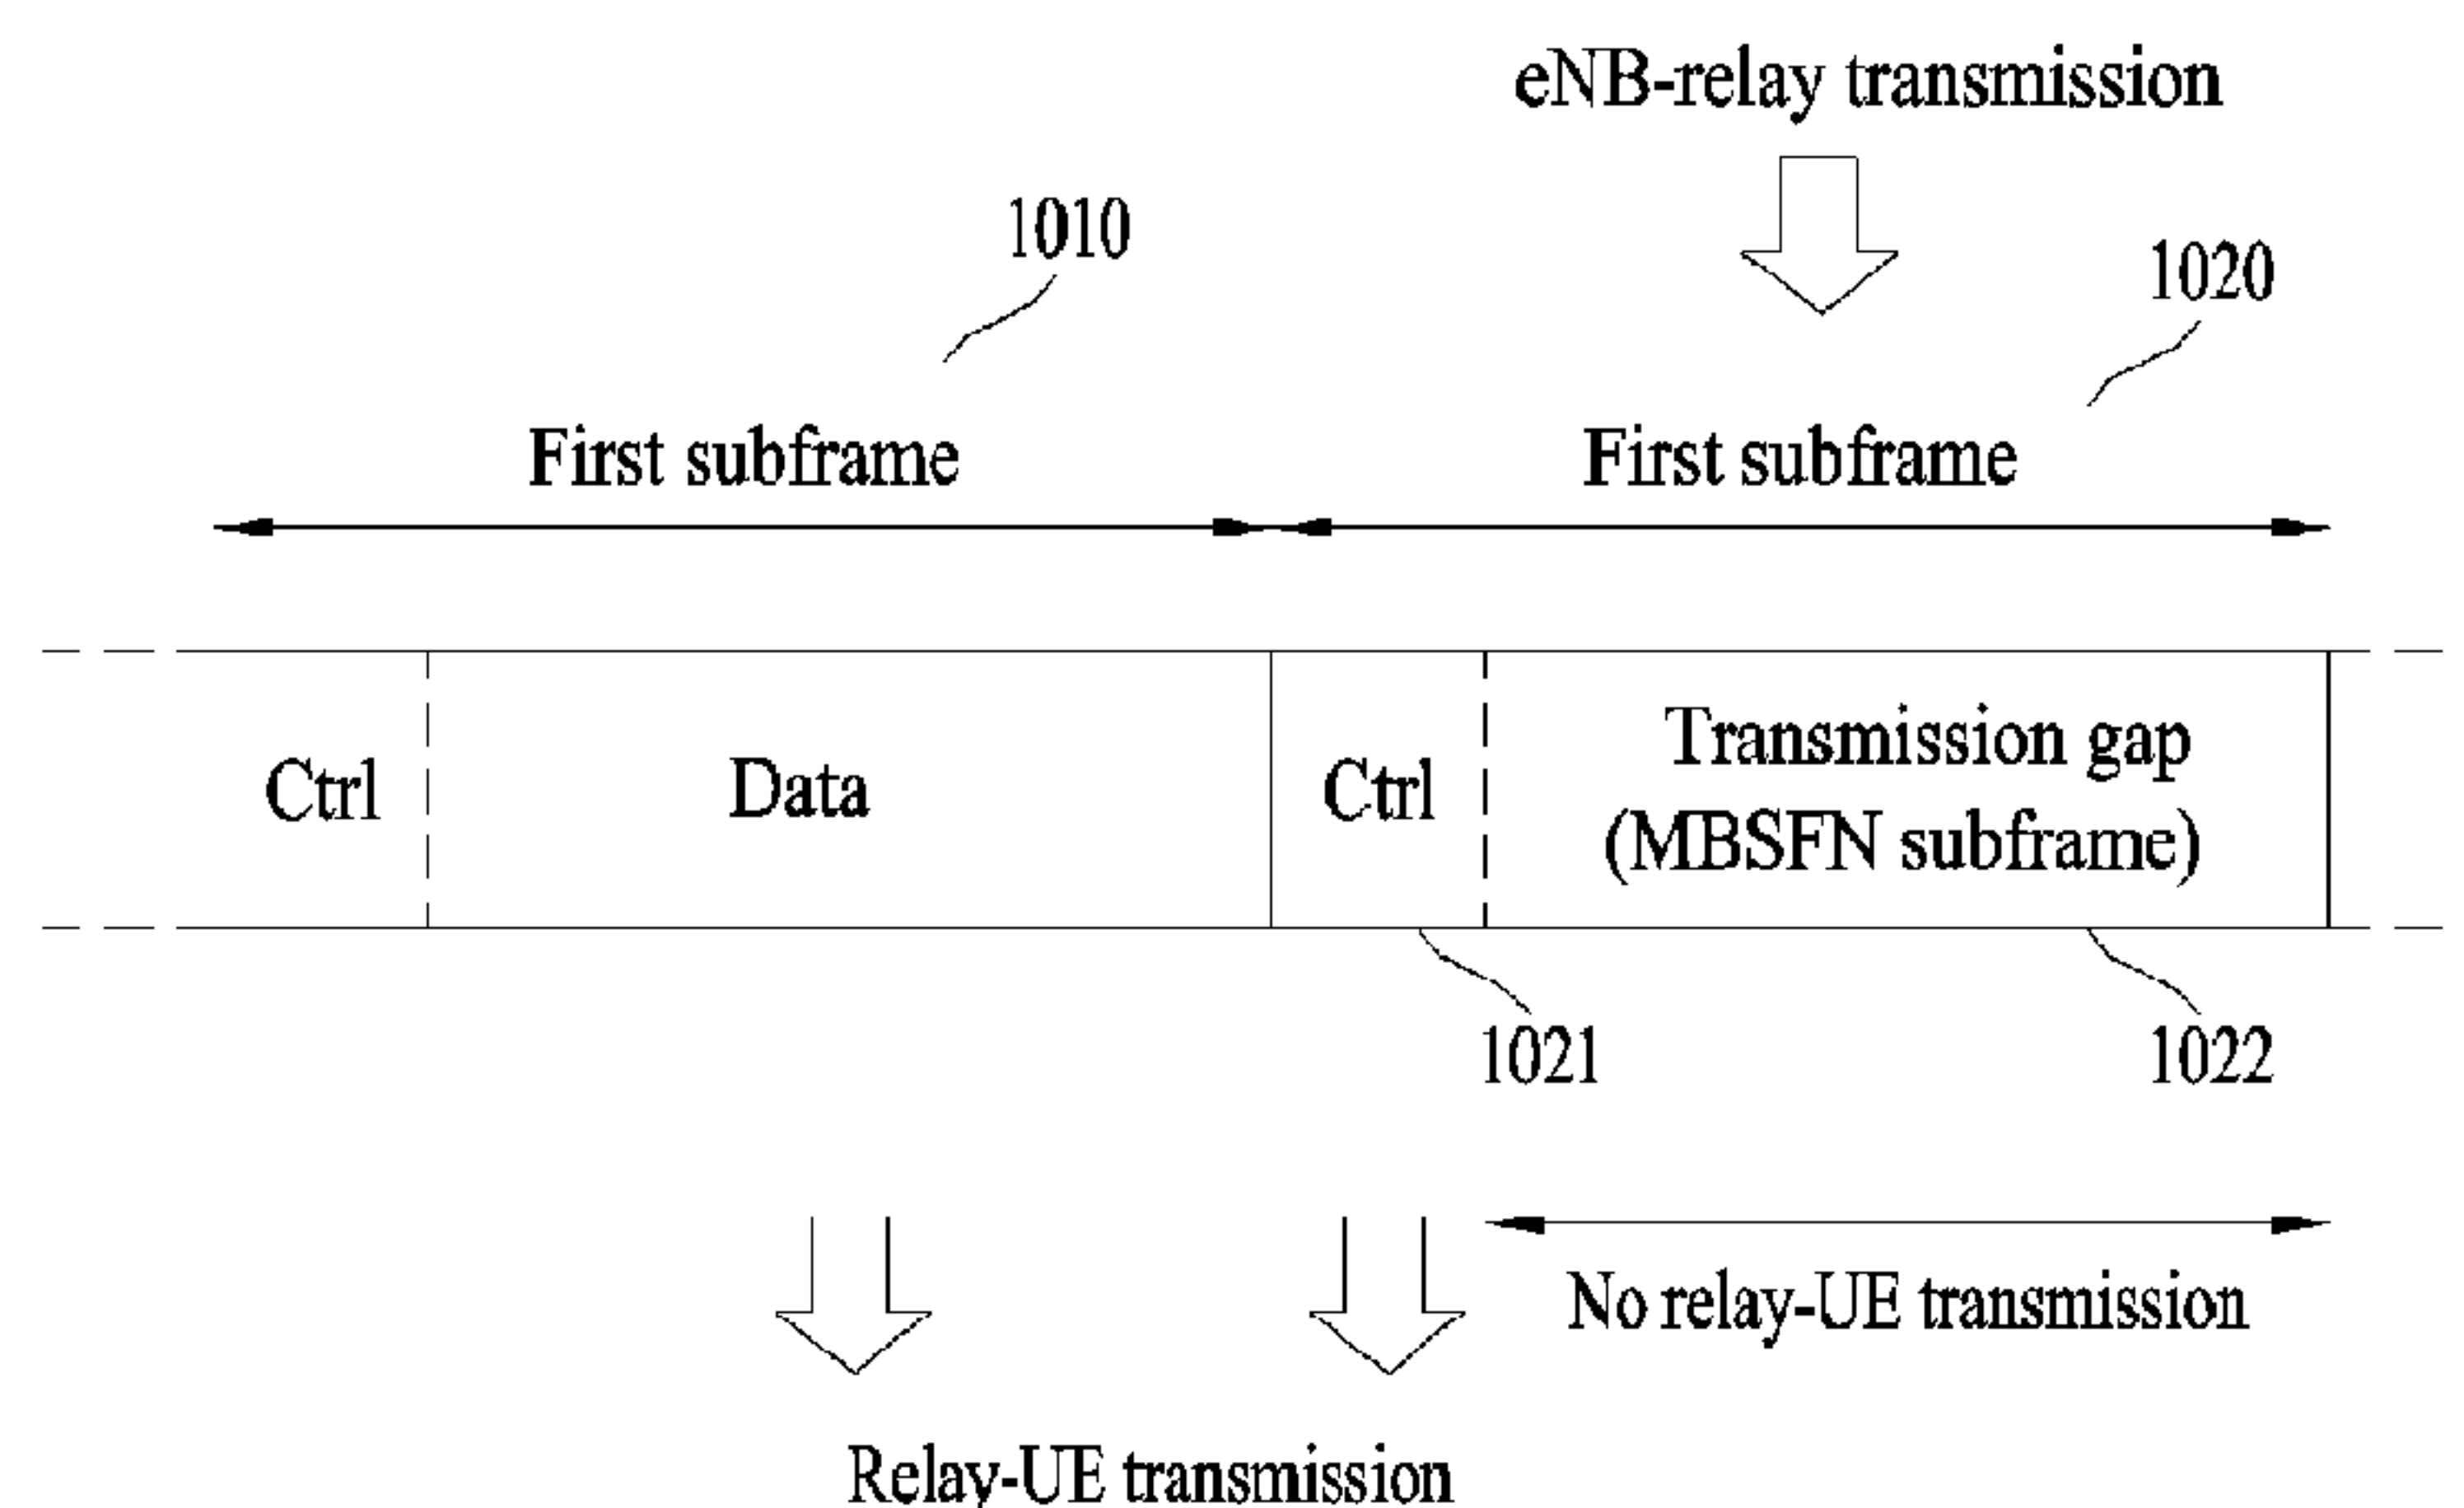 eNB-relay transmission
1010
1020
First subframe
First subframe
Ctrl
Data
Ctrl
Transmission gap
(MBSFN subframe)
1021
1022
No relay-UE transmission
Relay-UE transmission